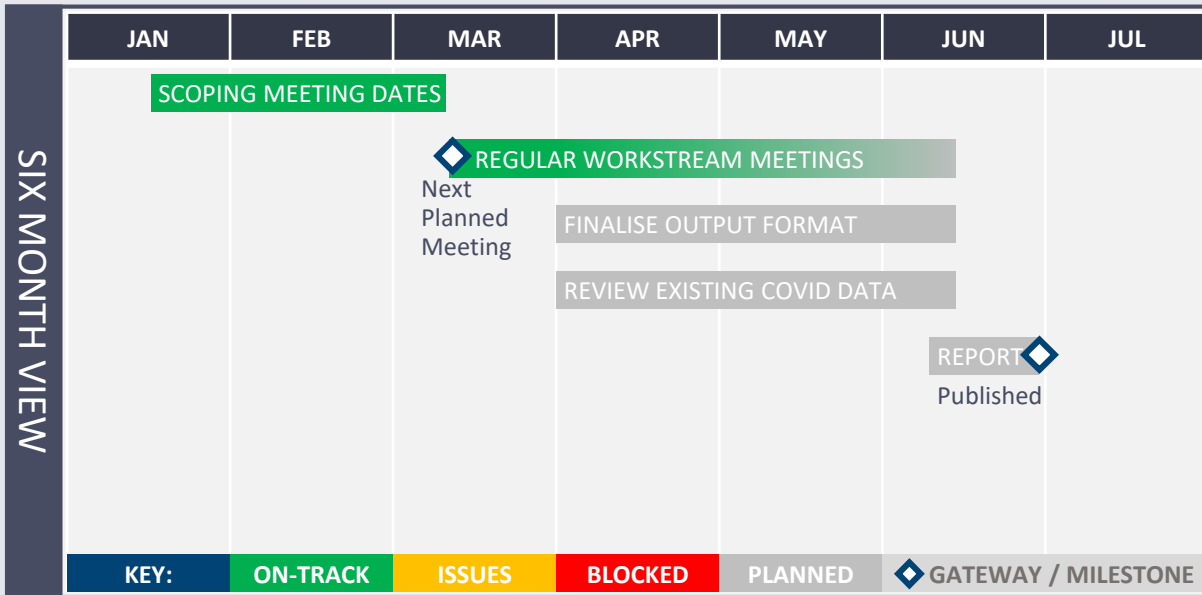 SIX MONTH VIEW
JAN FEB MAR APR MAY JUN JUL
SCOPING MEETING DATES
REGULAR WORKSTREAM MEETINGS
Next
Planned
Meeting
FINALISE OUTPUT FORMAT
REVIEW EXISTING COVID DATA
REPORT
Published
KEY: ON-TRACK ISSUES BLOCKED PLANNED GATEWAY / MILESTONE